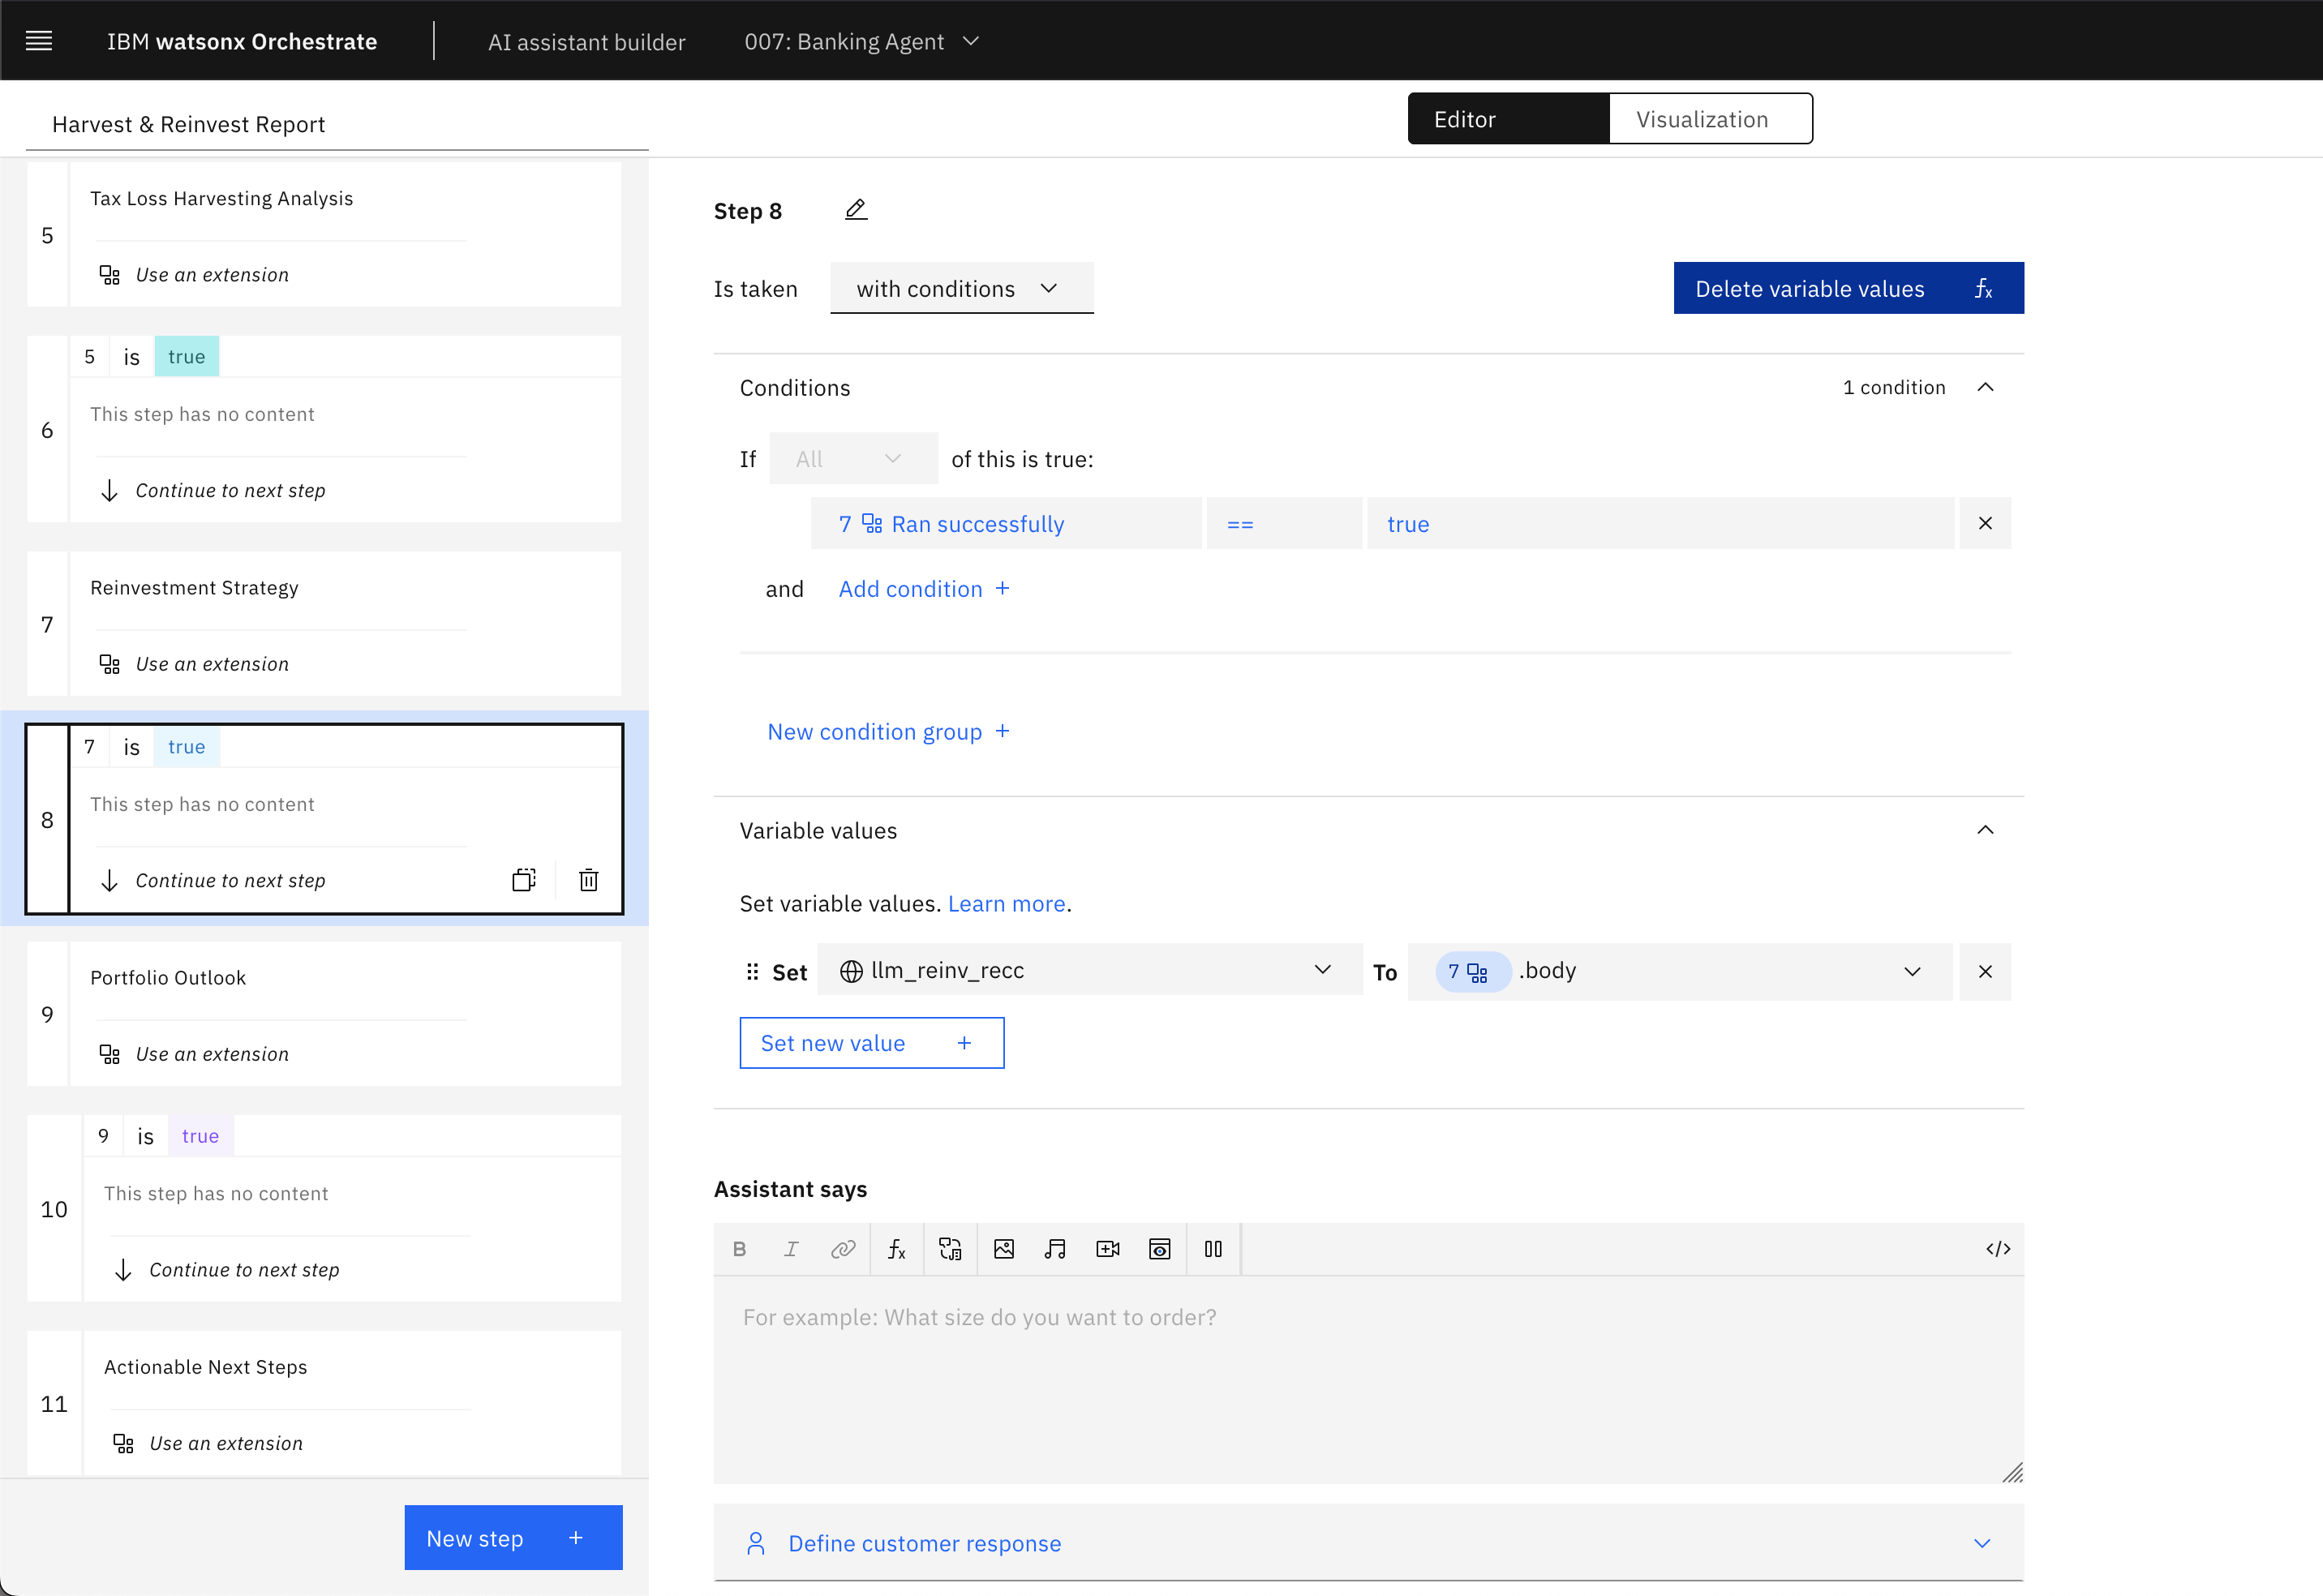 IBM watsonx Orchestrate
AI assistant builder
007: Banking Agent
Harvest & Reinvest Report
Editor
Visualization
5
Tax Loss Harvesting Analysis
Use an extension
6
5 is true
This step has no content
Continue to next step
7
Reinvestment Strategy
Use an extension
8
7 is true
This step has no content
Continue to next step
9
Portfolio Outlook
Use an extension
10
9 is true
This step has no content
Continue to next step
11
Actionable Next Steps
Use an extension
New step +
Step 8
Is taken with conditions
Delete variable values fx
Conditions
1 condition
If All of this is true:
7 Ran successfully == true
and Add condition +
New condition group +
Variable values
Set variable values. Learn more.
Set llm_reinv_recc To 7 .body
Set new value +
Assistant says
B I fx </>
For example: What size do you want to order?
Define customer response